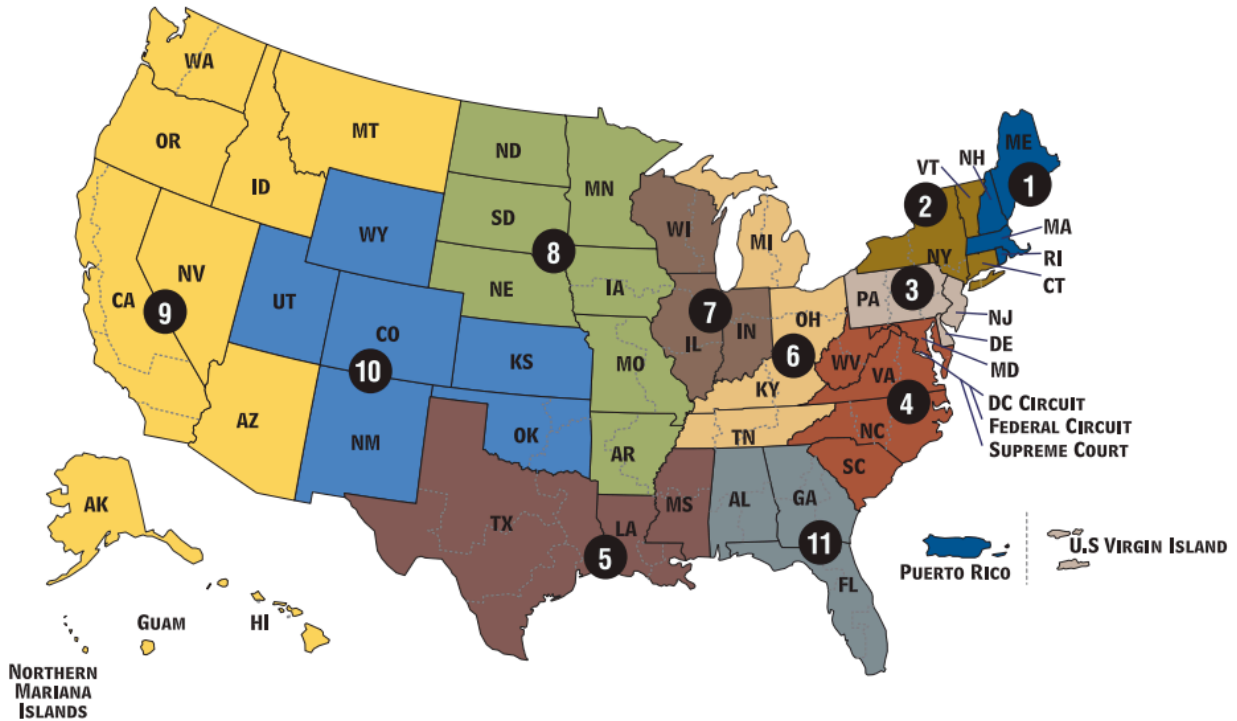 WA
OR
MT
ID
ND
MN
SD
WY
NV
CA
9
UT
CO
10
NE
8
IA
WI
MI
7
IL
IN
OH
6
KS
MO
KY
WV
VA
4
AZ
NM
OK
AR
TN
NC
SC
TX
LA
5
MS
AL
GA
11
FL
VT
NH
ME
1
2
NY
MA
RI
CT
PA
3
NJ
DE
MD
DC CIRCUIT
FEDERAL CIRCUIT
SUPREME COURT
AK
GUAM
HI
NORTHERN
MARIANA
ISLANDS
PUERTO RICO
U.S VIRGIN ISLAND